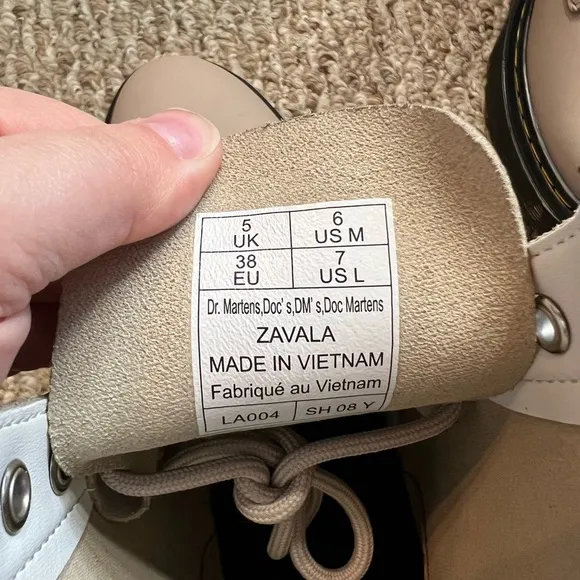 5 UK 6 US M
38 EU 7 US L
Dr. Martens,Doc' s,DM' s,Doc Martens
ZAVALA
MADE IN VIETNAM
Fabriqué au Vietnam
LA004 SH 08 Y